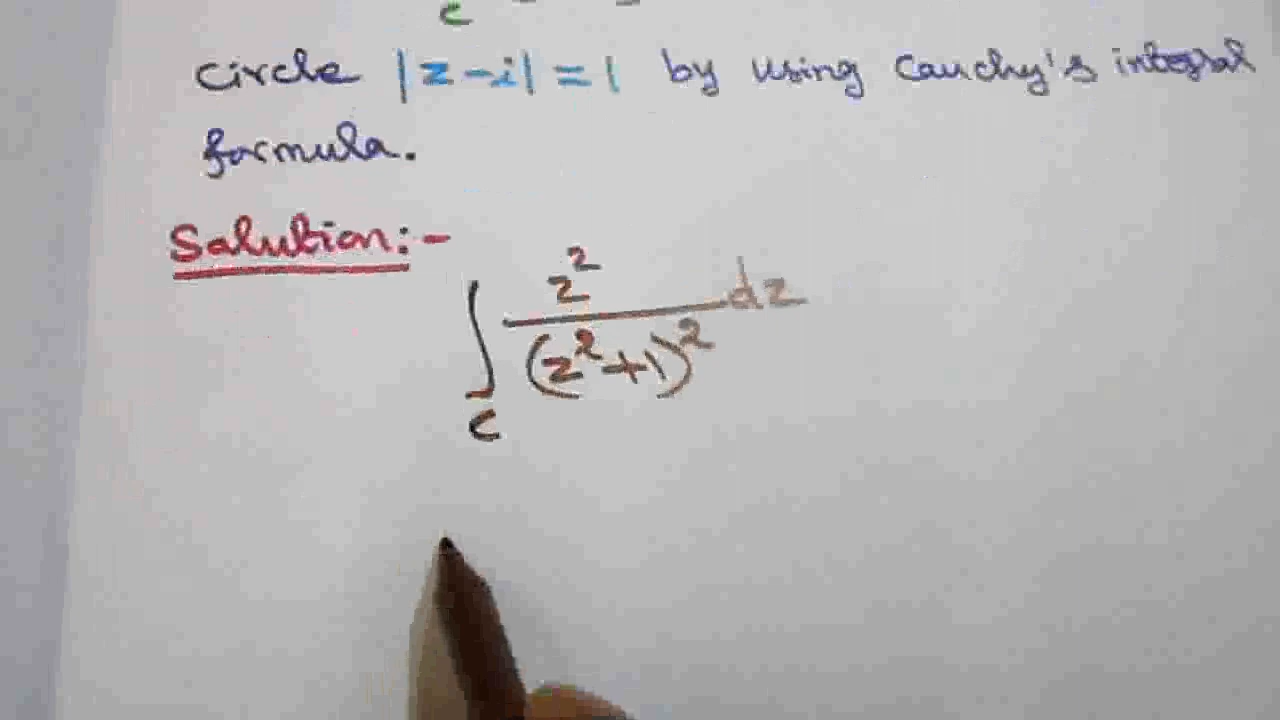 c
circle |z-i| = 1 by using Cauchy's integral
formula.
Solution:-
∫_c z²/(z²+1)² dz